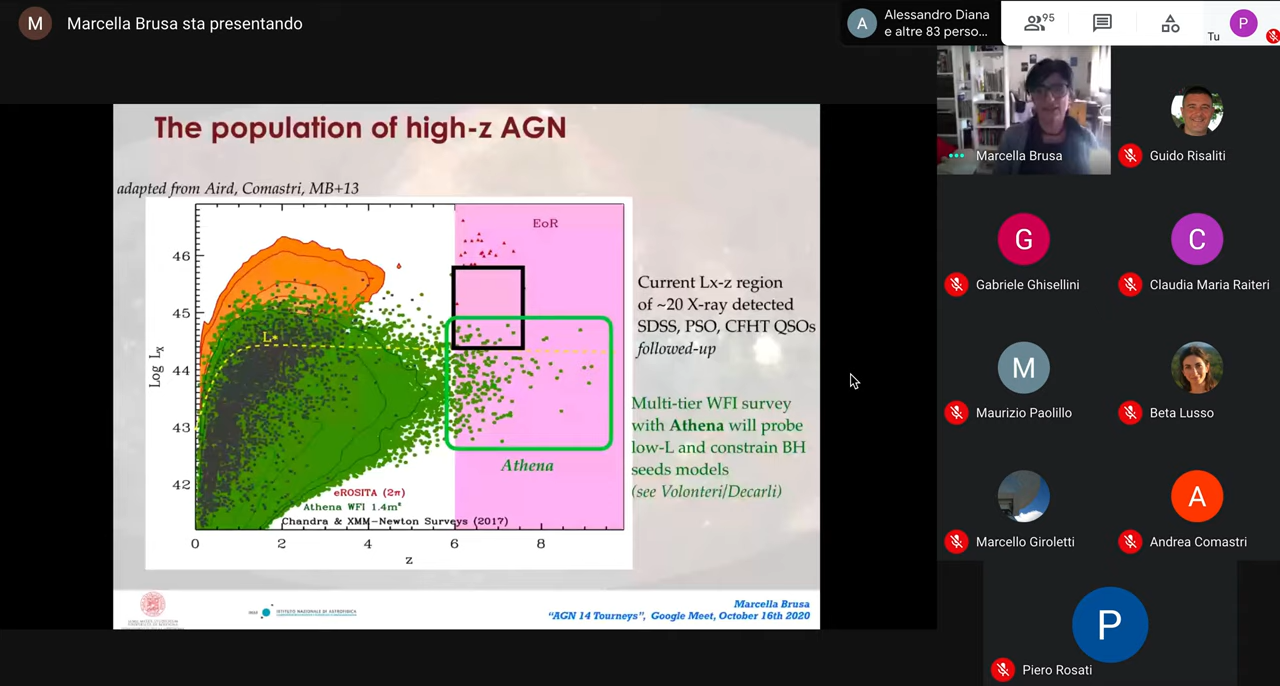 M
Marcella Brusa sta presentando
A
Alessandro Diana
e altre 83 perso...
95
Tu
P
The population of high-z AGN
adapted from Aird, Comastri, MB+13
EoR
46
45
44
43
42
Log Lx
L*
eROSITA (2π)
Athena WFI 1.4m²
Chandra & XMM-Newton Surveys (2017)
0 2 4 6 8
z
Athena
Current Lx-z region
of ~20 X-ray detected
SDSS, PSO, CFHT QSOs
followed-up
Multi-tier WFI survey
with Athena will probe
low-L and constrain BH
seeds models
(see Volonteri/Decarli)
ISTITUTO NAZIONALE DI ASTROFISICA
Marcella Brusa
“AGN 14 Tourneys”, Google Meet, October 16th 2020
Marcella Brusa
Guido Risaliti
G
Gabriele Ghisellini
C
Claudia Maria Raiteri
M
Maurizio Paolillo
Beta Lusso
Marcello Giroletti
A
Andrea Comastri
P
Piero Rosati